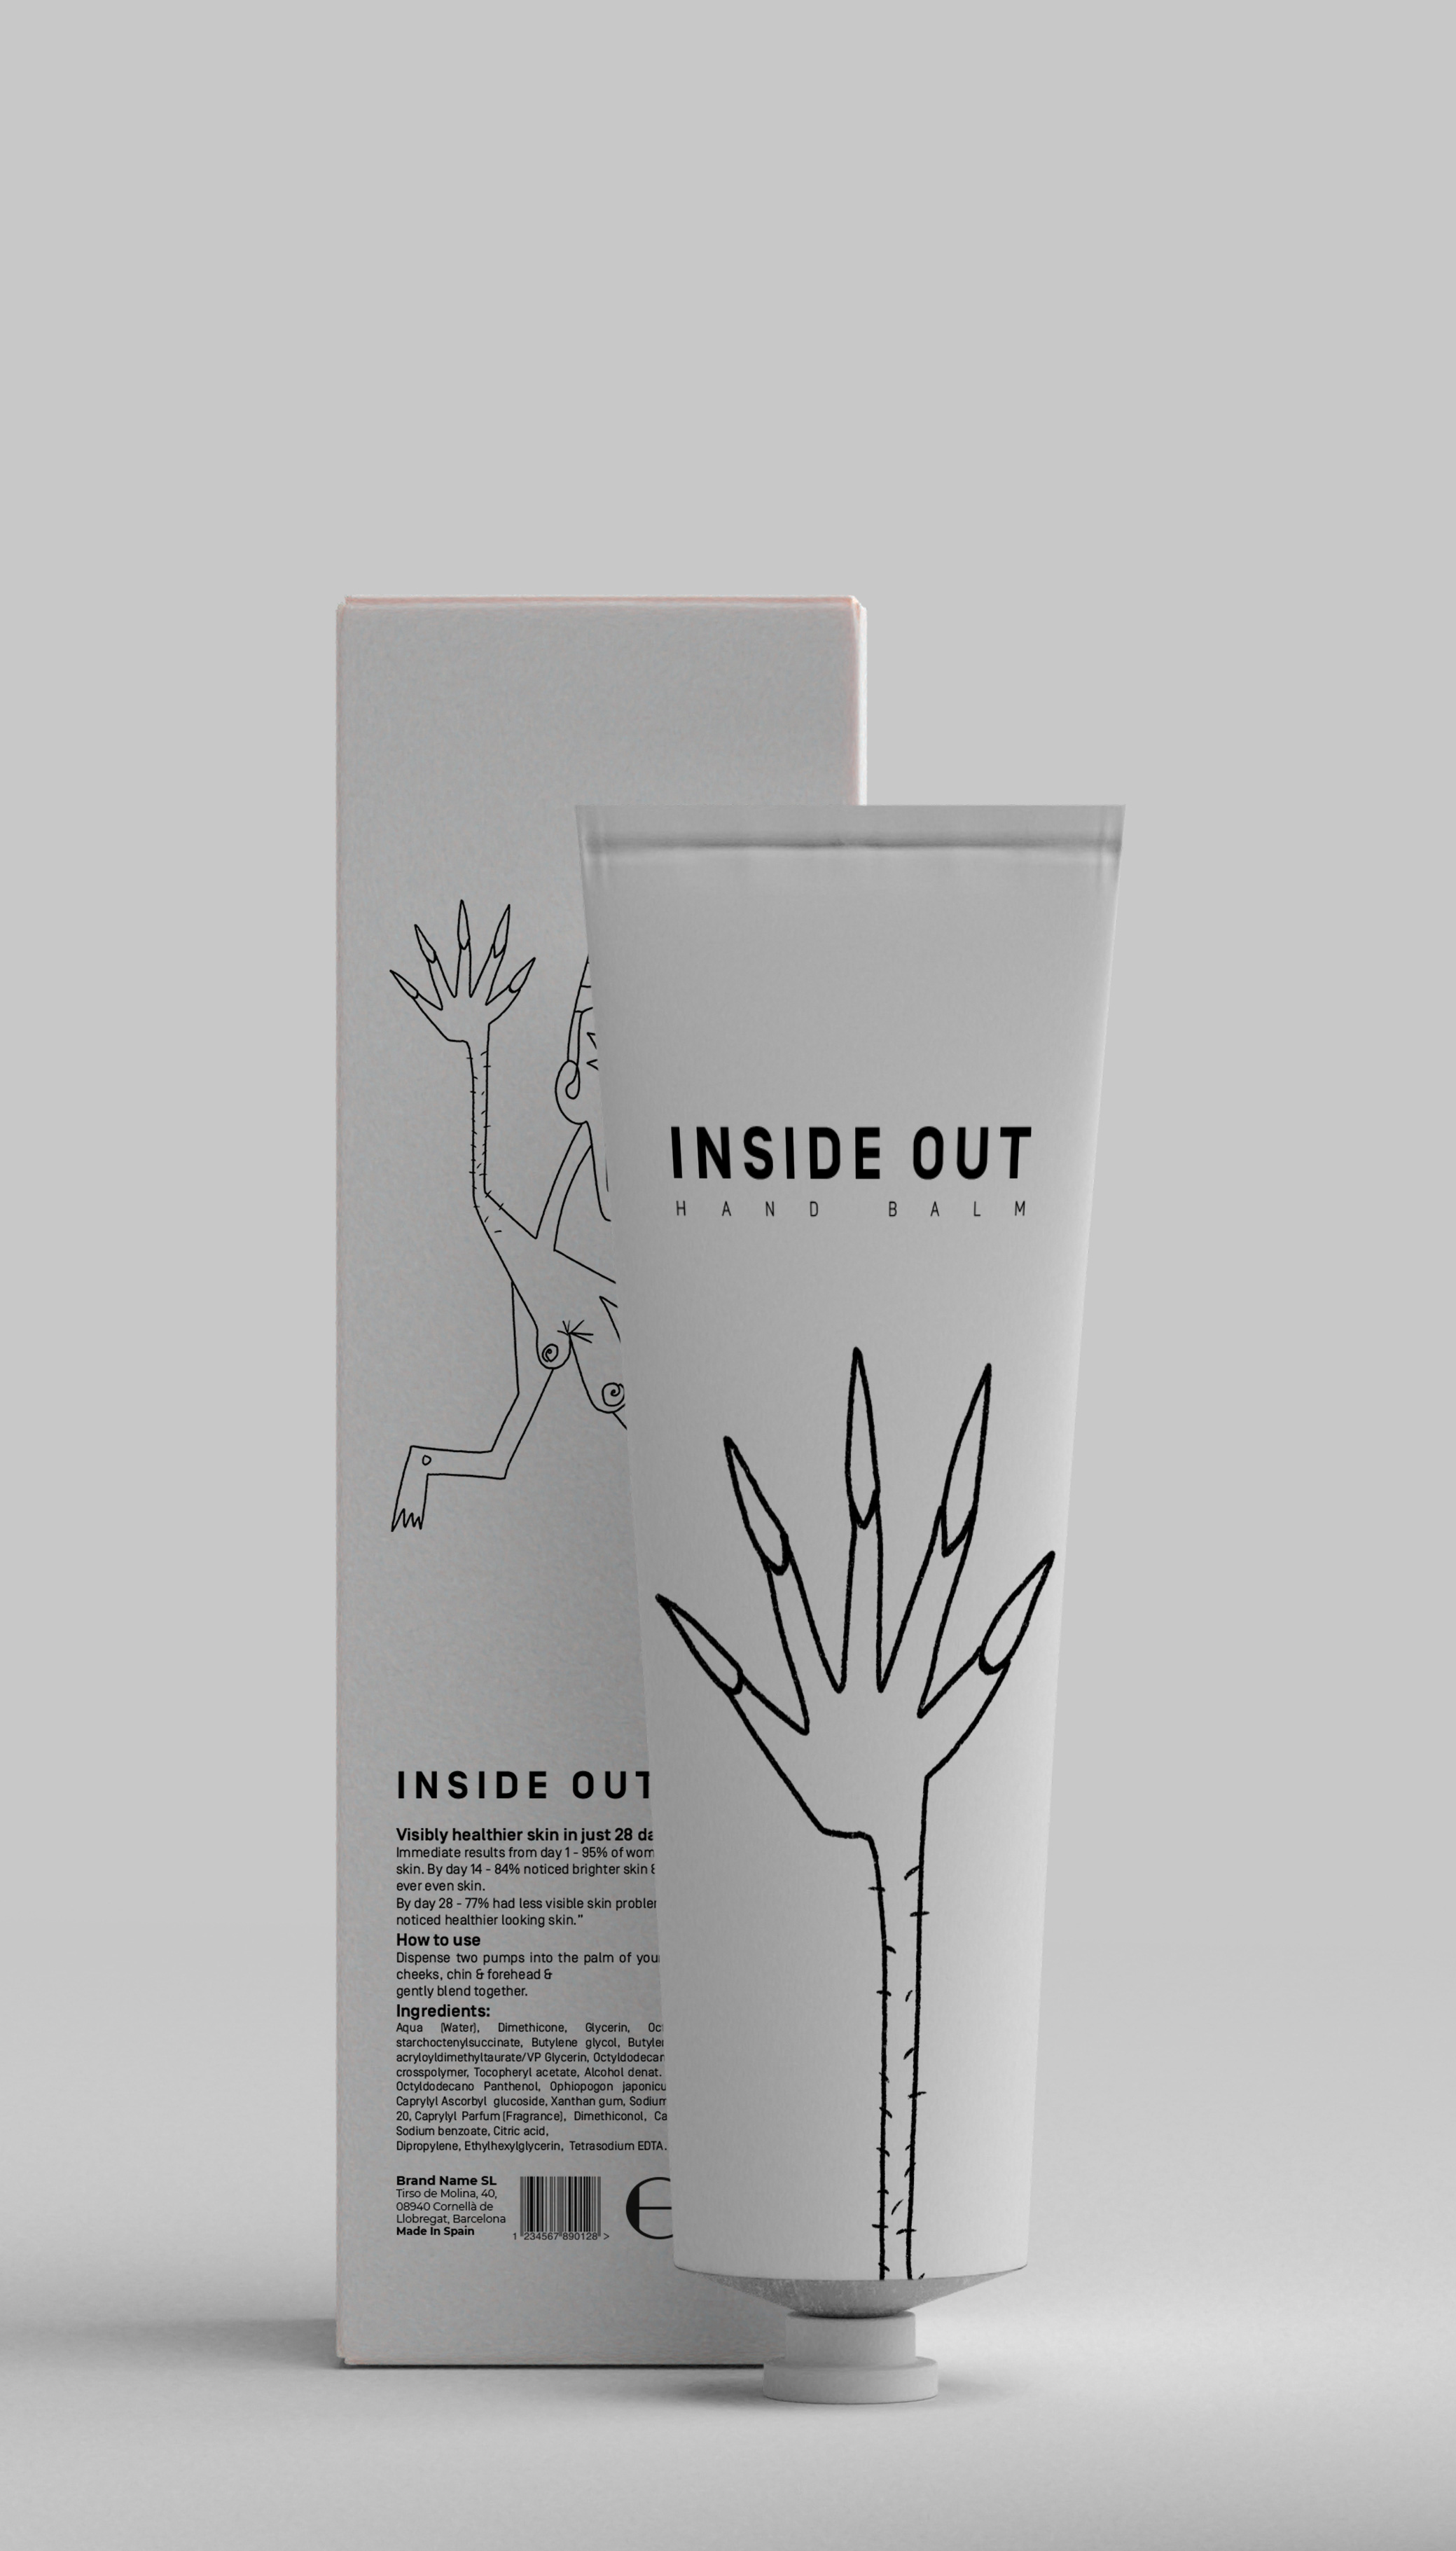 INSIDE OUT
HAND BALM
INSIDE OUT
Visibly healthier skin in just 28
Immediate results from day 1 - 95% of
skin. By day 14 - 84% noticed brighter skin &
ever even skin.
By day 28 - 77% had less visible skin
noticed healthier looking skin."
How to use
Dispense two pumps into the palm of
cheeks, chin & forehead &
gently blend together.
Ingredients:
Aqua (Water), Dimethicone, Glycerin,
starchoctenylsuccinate, Butylene glycol,
acryloyldimethyltaurate/VP Glycerin,
crosspolymer, Tocopheryl acetate, Alcohol denat.
Octyldodecano Panthenol, Ophiopogon
Caprylyl Ascorbyl glucoside, Xanthan gum, Sodium
20, Caprylyl Parfum (Fragrance), Dimethiconol,
Sodium benzoate, Citric acid,
Dipropylene, Ethylhexylglycerin, Tetrasodium EDTA.
Brand Name SL
Tirso de Molina, 40,
08940 Cornellà de
Llobregat, Barcelona
Made In Spain
1 234567 890128 >